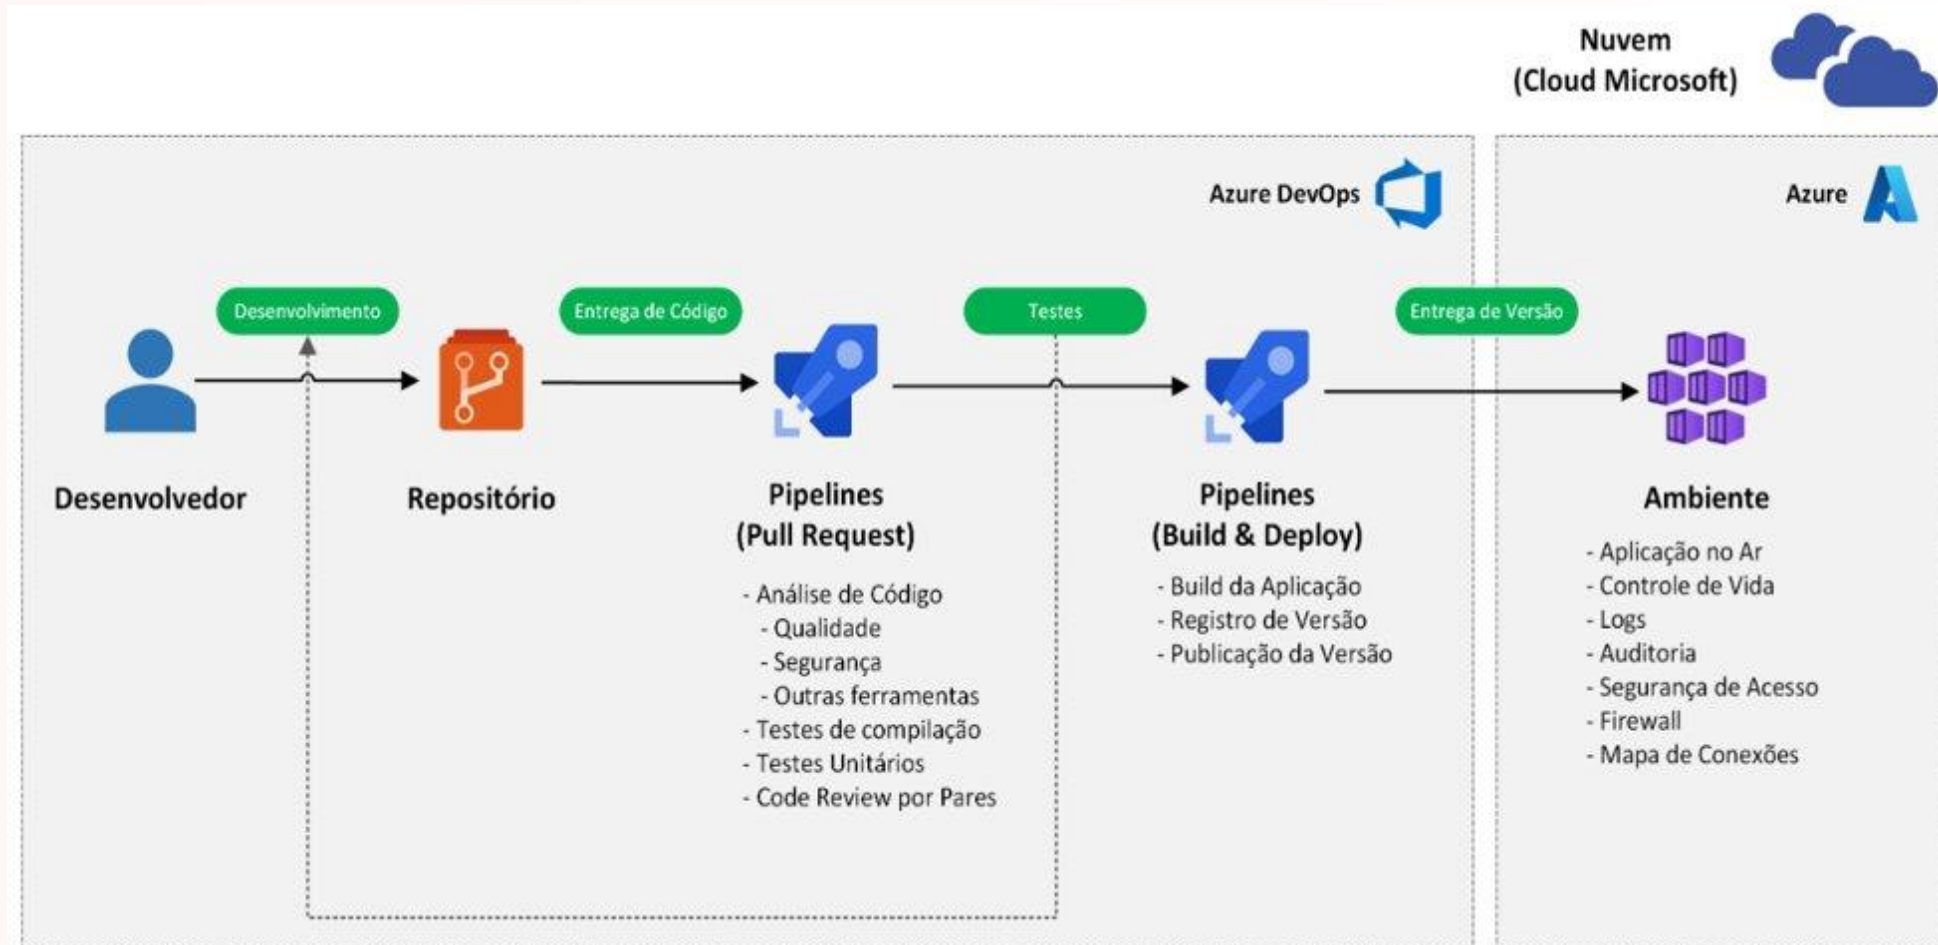 Nuvem
(Cloud Microsoft)
Azure DevOps
Azure
Desenvolvimento
Entrega de Código
Testes
Entrega de Versão
Desenvolvedor
Repositório
Pipelines
(Pull Request)
- Análise de Código
- Qualidade
- Segurança
- Outras ferramentas
- Testes de compilação
- Testes Unitários
- Code Review por Pares
Pipelines
(Build & Deploy)
- Build da Aplicação
- Registro de Versão
- Publicação da Versão
Ambiente
- Aplicação no Ar
- Controle de Vida
- Logs
- Auditoria
- Segurança de Acesso
- Firewall
- Mapa de Conexões